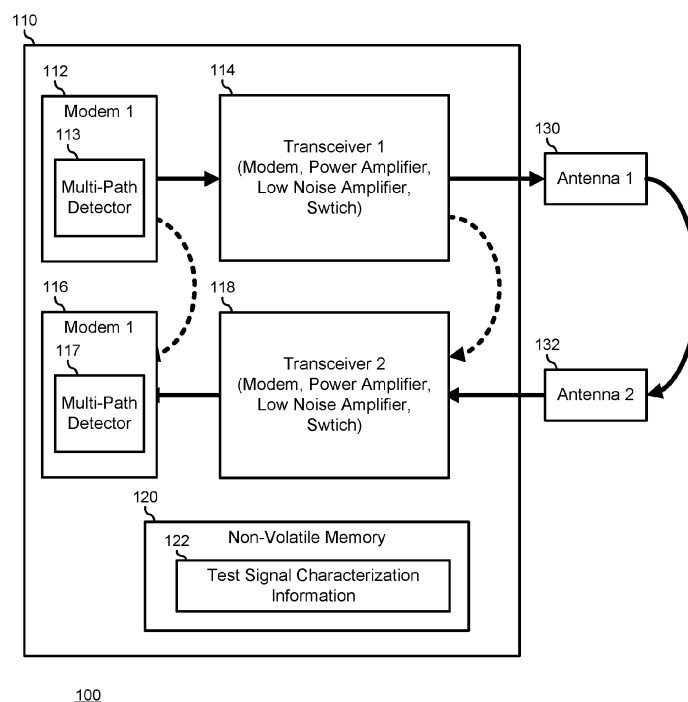 110
112
Modem 1
113
Multi-Path
Detector
114
Transceiver 1
(Modem, Power Amplifier,
Low Noise Amplifier,
Swtich)
130
Antenna 1
116
Modem 1
117
Multi-Path
Detector
118
Transceiver 2
(Modem, Power Amplifier,
Low Noise Amplifier,
Swtich)
132
Antenna 2
120
Non-Volatile Memory
122
Test Signal Characterization
Information
100